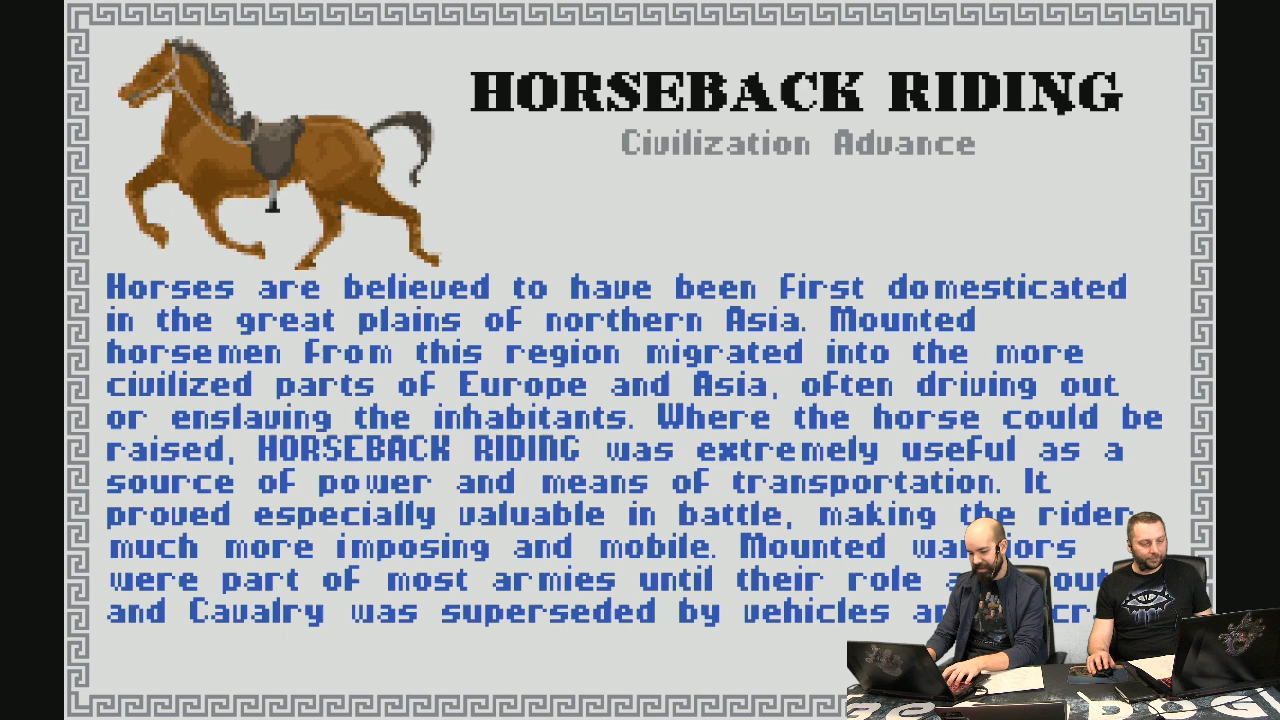 HORSEBACK RIDING
Civilization Advance
Horses are believed to have been first domesticated
in the great plains of northern Asia. Mounted
horsemen from this region migrated into the more
civilized parts of Europe and Asia, often driving out
or enslaving the inhabitants. Where the horse could be
raised, HORSEBACK RIDING was extremely useful as a
source of power and means of transportation. It
proved especially valuable in battle, making the rider
much more imposing and mobile. Mounted warriors
were part of most armies until their role
and Cavalry was superseded by vehicles